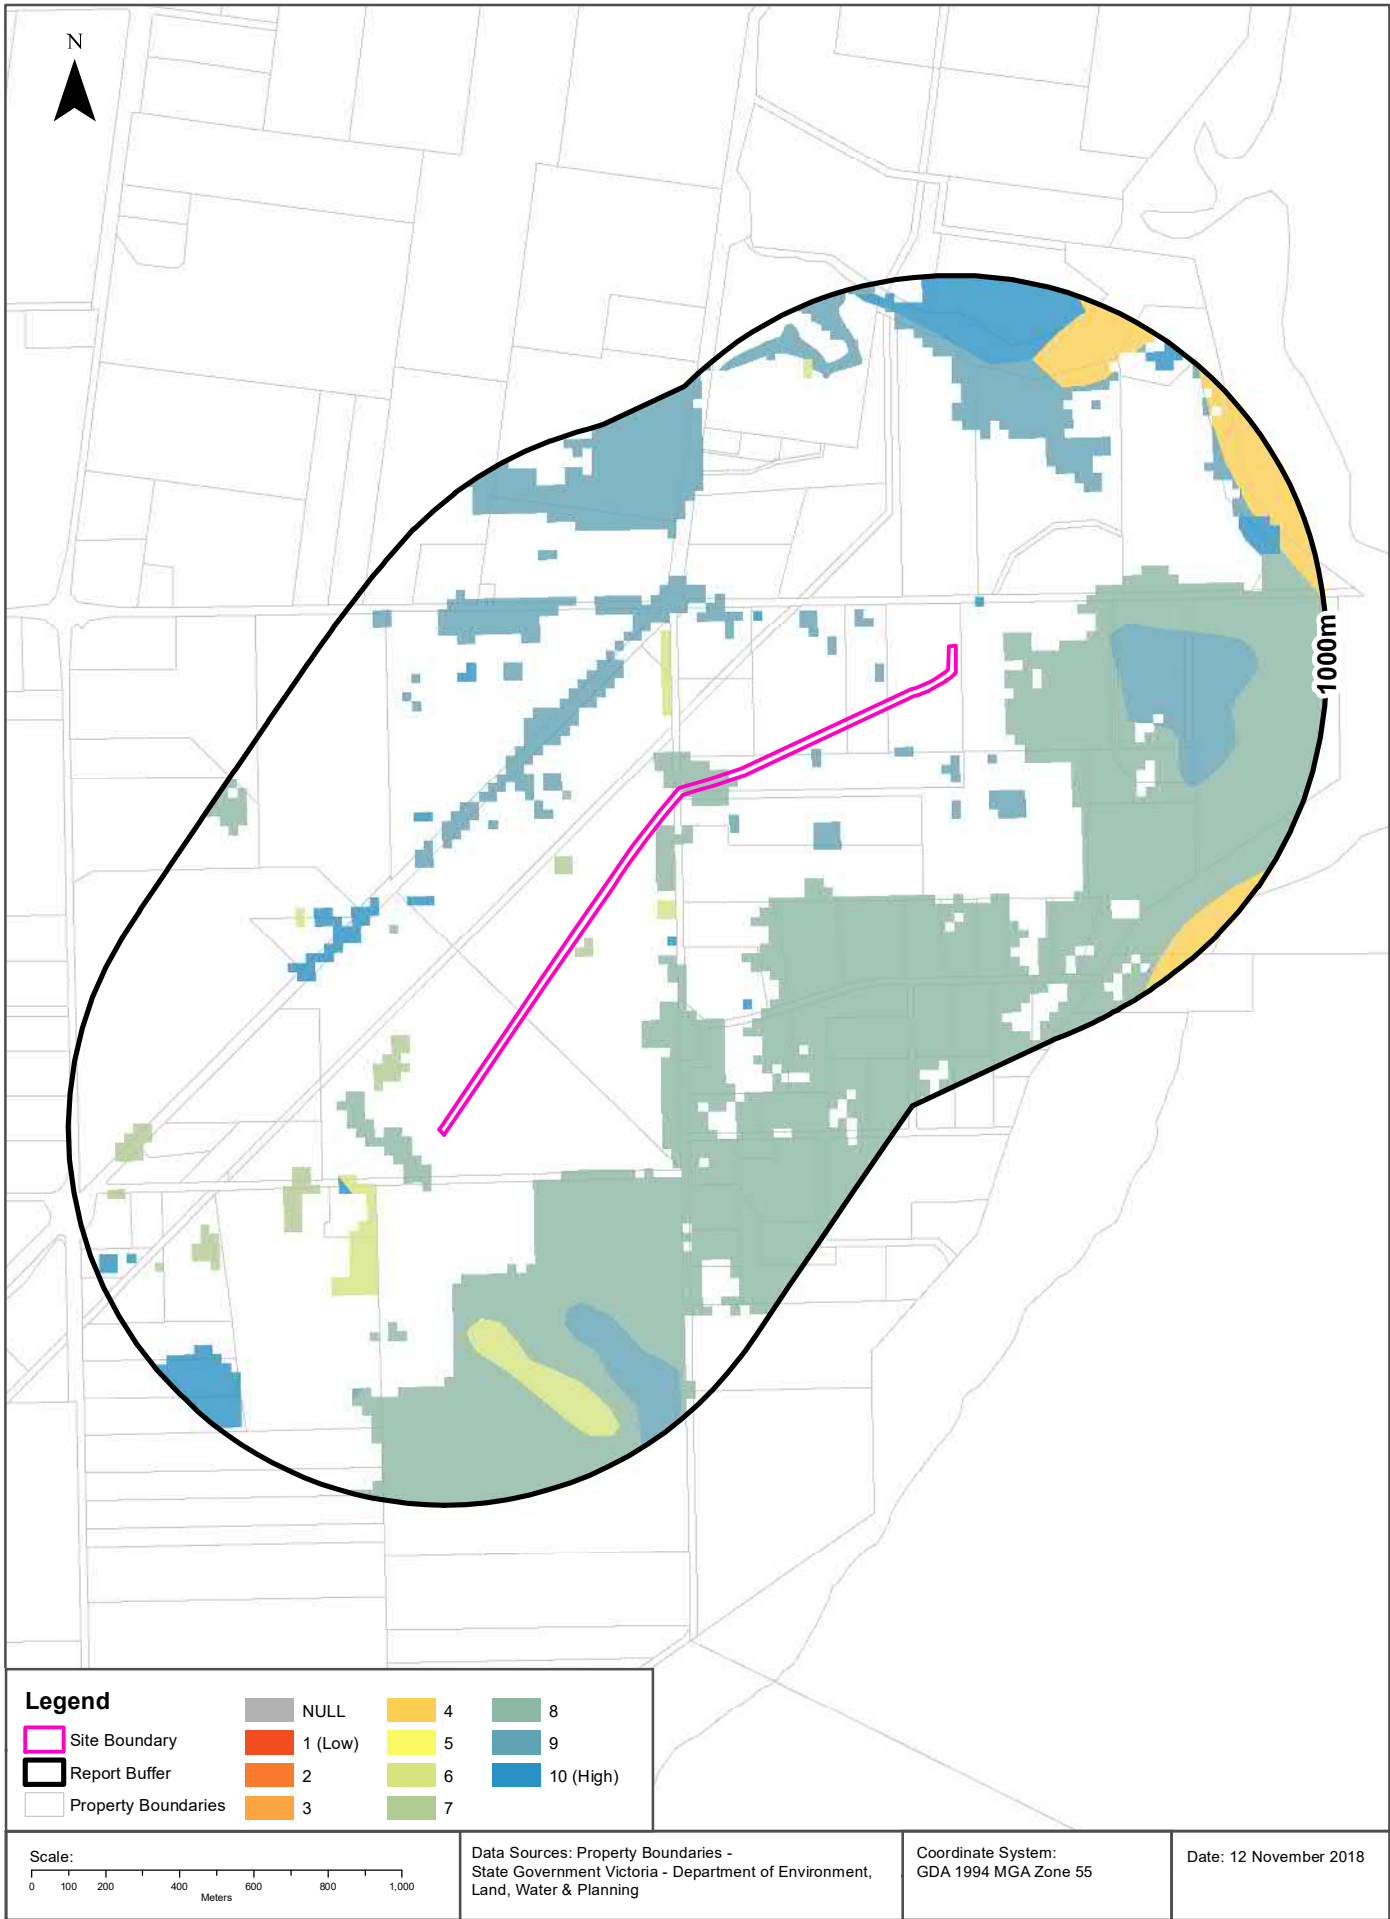 N
1000m
Legend
Site Boundary
Report Buffer
Property Boundaries
NULL
1 (Low)
2
3
4
5
6
7
8
9
10 (High)
Scale:
0 100 200 400 600 800 1,000
Meters
Data Sources: Property Boundaries -
State Government Victoria - Department of Environment,
Land, Water & Planning
Coordinate System:
GDA 1994 MGA Zone 55
Date: 12 November 2018